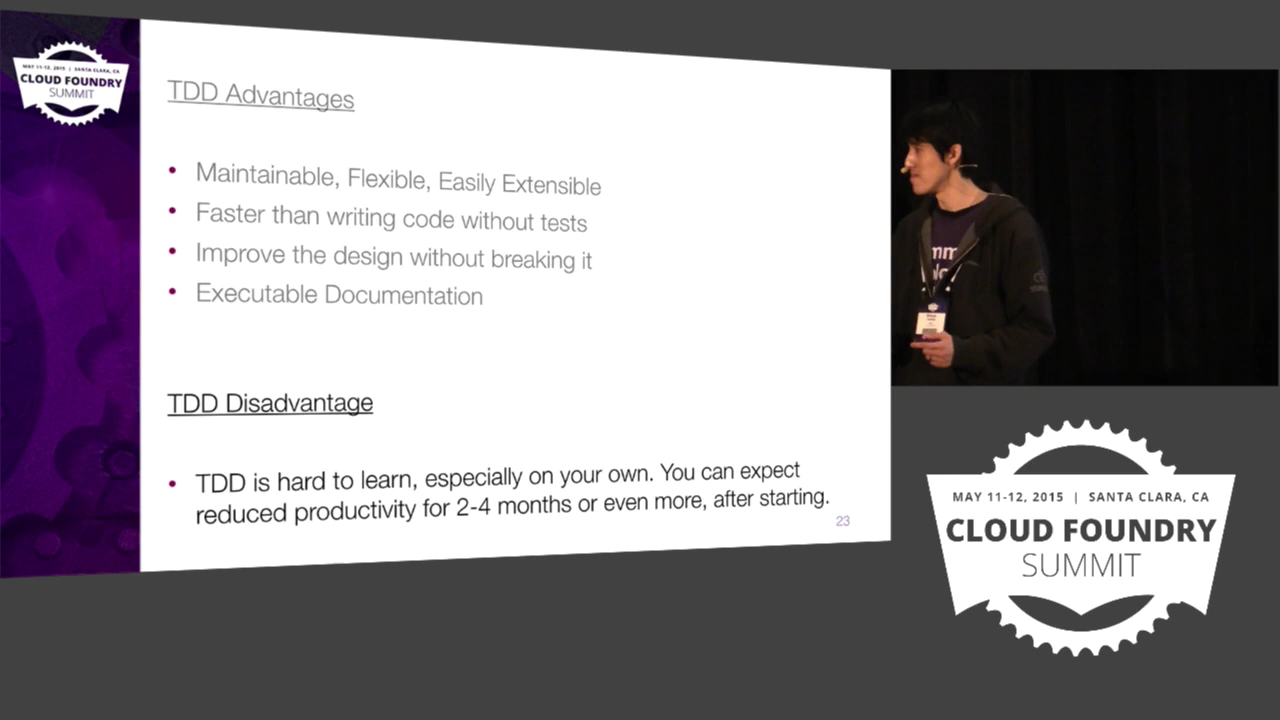 MAY 11-12, 2015 | SANTA CLARA, CA
CLOUD FOUNDRY
SUMMIT
TDD Advantages
• Maintainable, Flexible, Easily Extensible
• Faster than writing code without tests
• Improve the design without breaking it
• Executable Documentation
TDD Disadvantage
• TDD is hard to learn, especially on your own. You can expect
reduced productivity for 2-4 months or even more, after starting.
23
MAY 11-12, 2015 | SANTA CLARA, CA
CLOUD FOUNDRY
SUMMIT